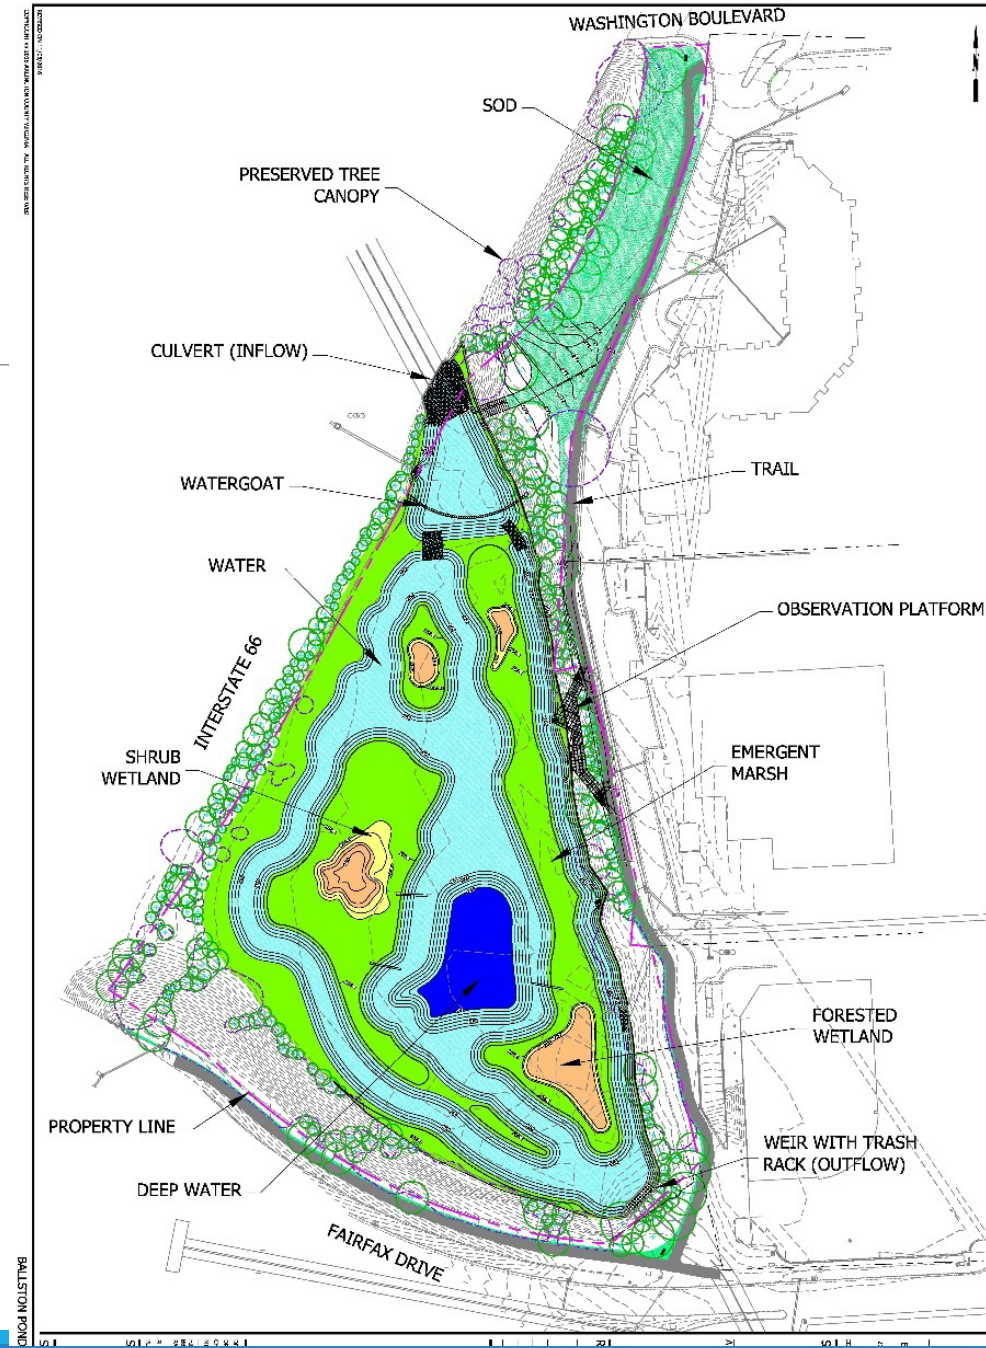 WASHINGTON BOULEVARD
SOD
PRESERVED TREE
CANOPY
CULVERT (INFLOW)
WATERGOAT
TRAIL
WATER
OBSERVATION PLATFORM
INTERSTATE 66
SHRUB
WETLAND
EMERGENT
MARSH
FORESTED
WETLAND
PROPERTY LINE
WEIR WITH TRASH
RACK (OUTFLOW)
DEEP WATER
FAIRFAX DRIVE
BALLSTON POND